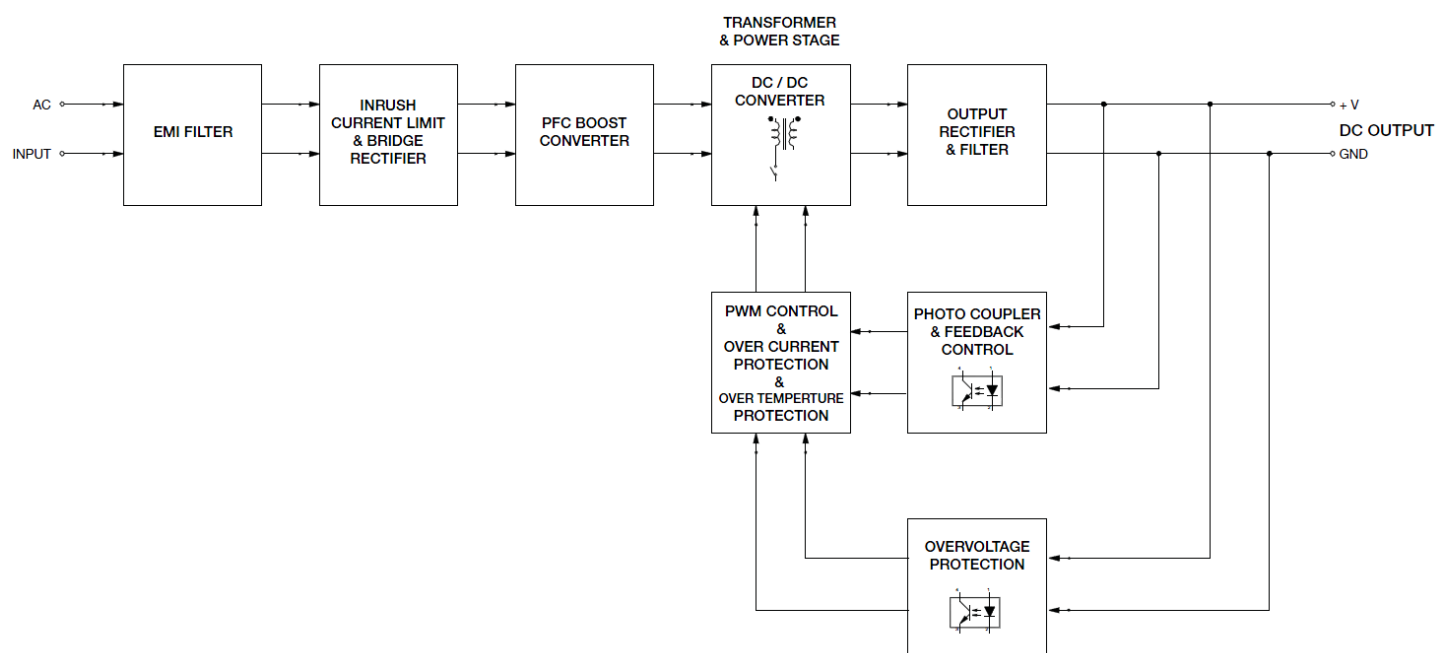 TRANSFORMER
& POWER STAGE
AC
INPUT
EMI FILTER
INRUSH
CURRENT LIMIT
& BRIDGE
RECTIFIER
PFC BOOST
CONVERTER
DC / DC
CONVERTER
OUTPUT
RECTIFIER
& FILTER
+ V
DC OUTPUT
GND
PWM CONTROL
&
OVER CURRENT
PROTECTION
&
OVER TEMPERTURE
PROTECTION
PHOTO COUPLER
& FEEDBACK
CONTROL
OVERVOLTAGE
PROTECTION